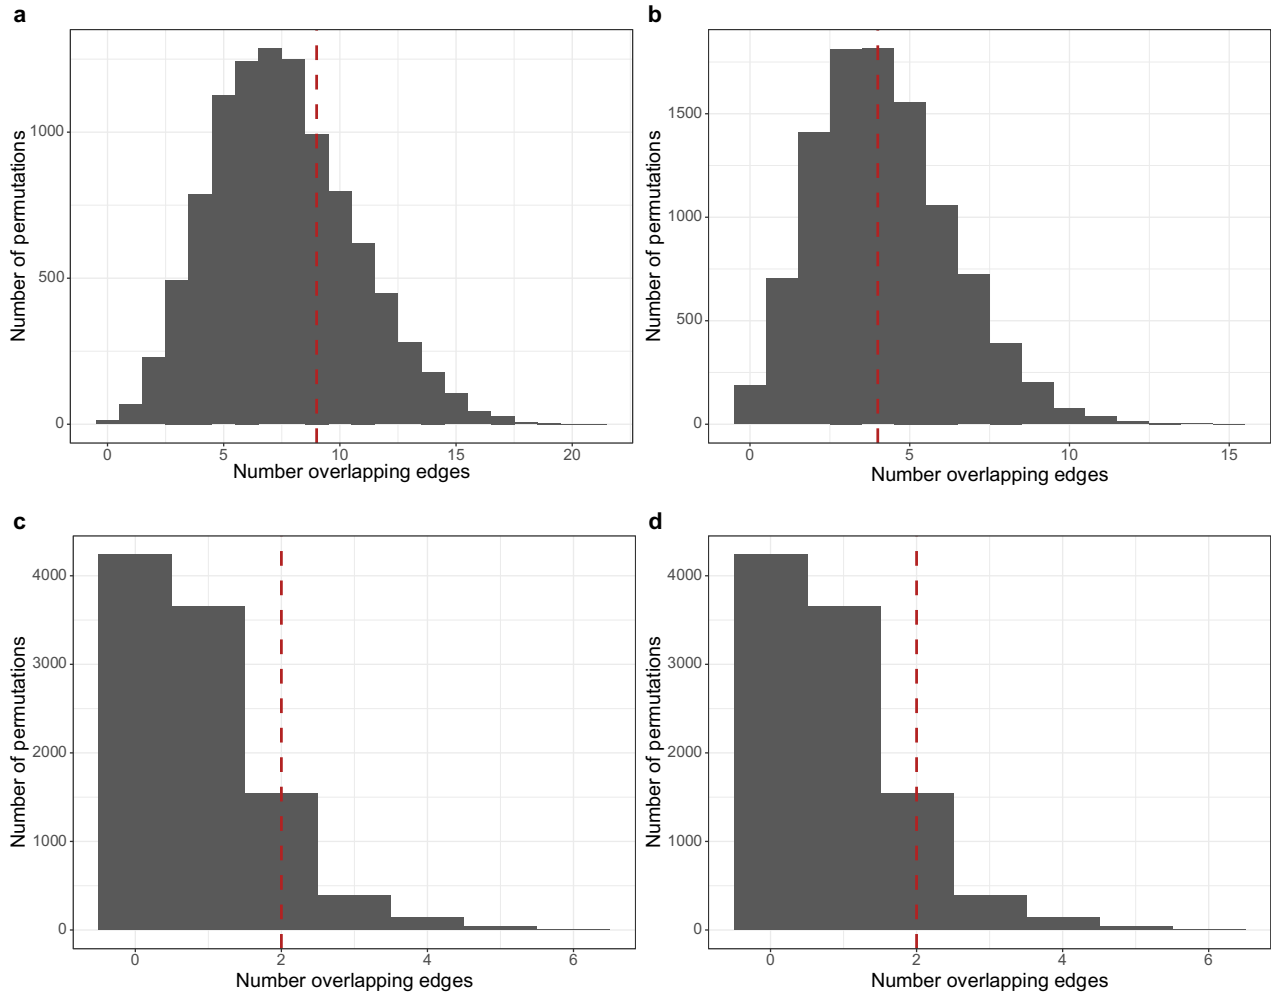 a
Number of permutations
1000
500
0
0 5 10 15 20
Number overlapping edges
b
Number of permutations
1500
1000
500
0
0 5 10 15
Number overlapping edges
c
Number of permutations
4000
3000
2000
1000
0
0 2 4 6
Number overlapping edges
d
Number of permutations
4000
3000
2000
1000
0
0 2 4 6
Number overlapping edges